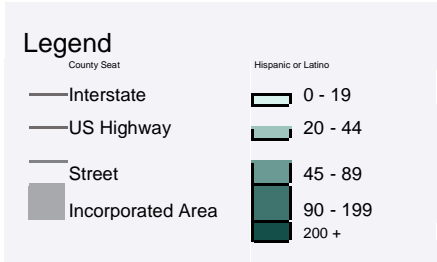 Legend
County Seat
Hispanic or Latino
Interstate
0 - 19
US Highway
20 - 44
Street
45 - 89
Incorporated Area
90 - 199
200 +